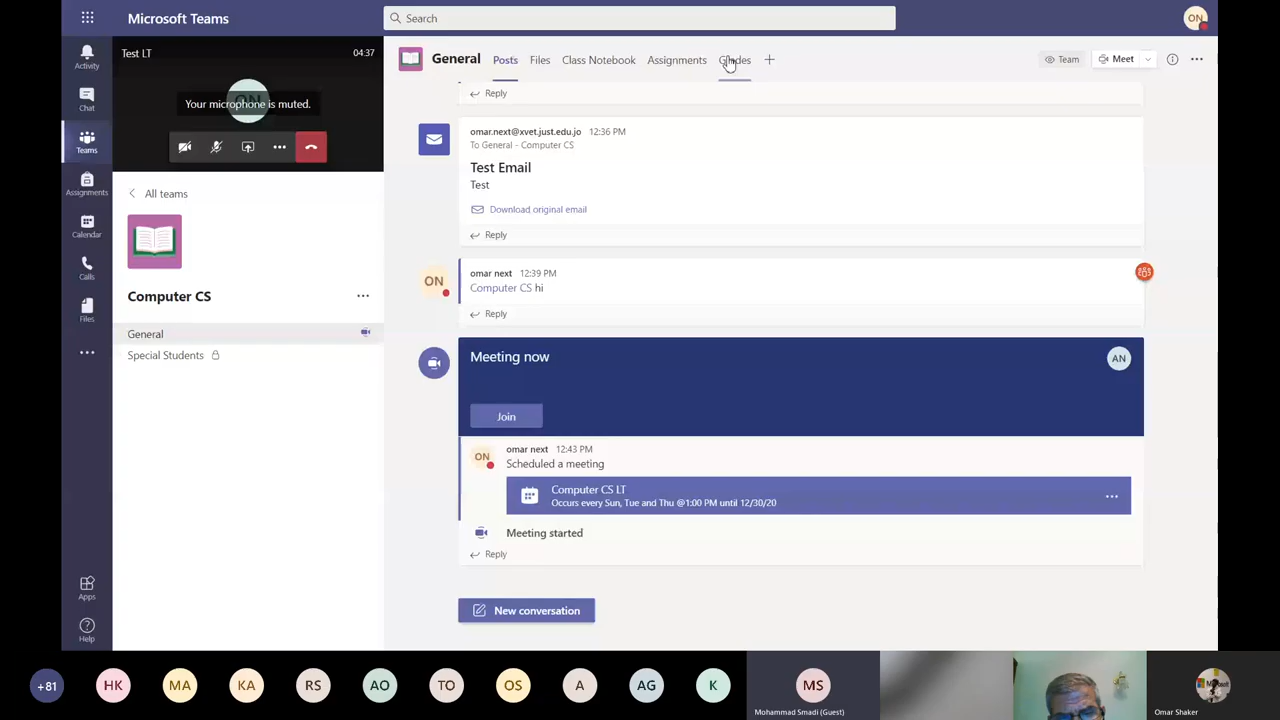 Microsoft Teams
Search
ON
Test LT
04:37
Your microphone is muted.
Activity
Chat
Teams
Assignments
Calendar
Calls
Files
Apps
Help
All teams
Computer CS
General
Special Students
General
Posts
Files
Class Notebook
Assignments
Grades
Team
Meet
Reply
omar.next@xvet.just.edu.jo 12:36 PM
To General - Computer CS
Test Email
Test
Download original email
Reply
ON
omar next 12:39 PM
Computer CS hi
Reply
Meeting now
AN
Join
ON
omar next 12:43 PM
Scheduled a meeting
Computer CS LT
Occurs every Sun, Tue and Thu @1:00 PM until 12/30/20
Meeting started
Reply
New conversation
+81
HK
MA
KA
RS
AO
TO
OS
A
AG
K
MS
Mohammad Smadi (Guest)
Omar Shaker